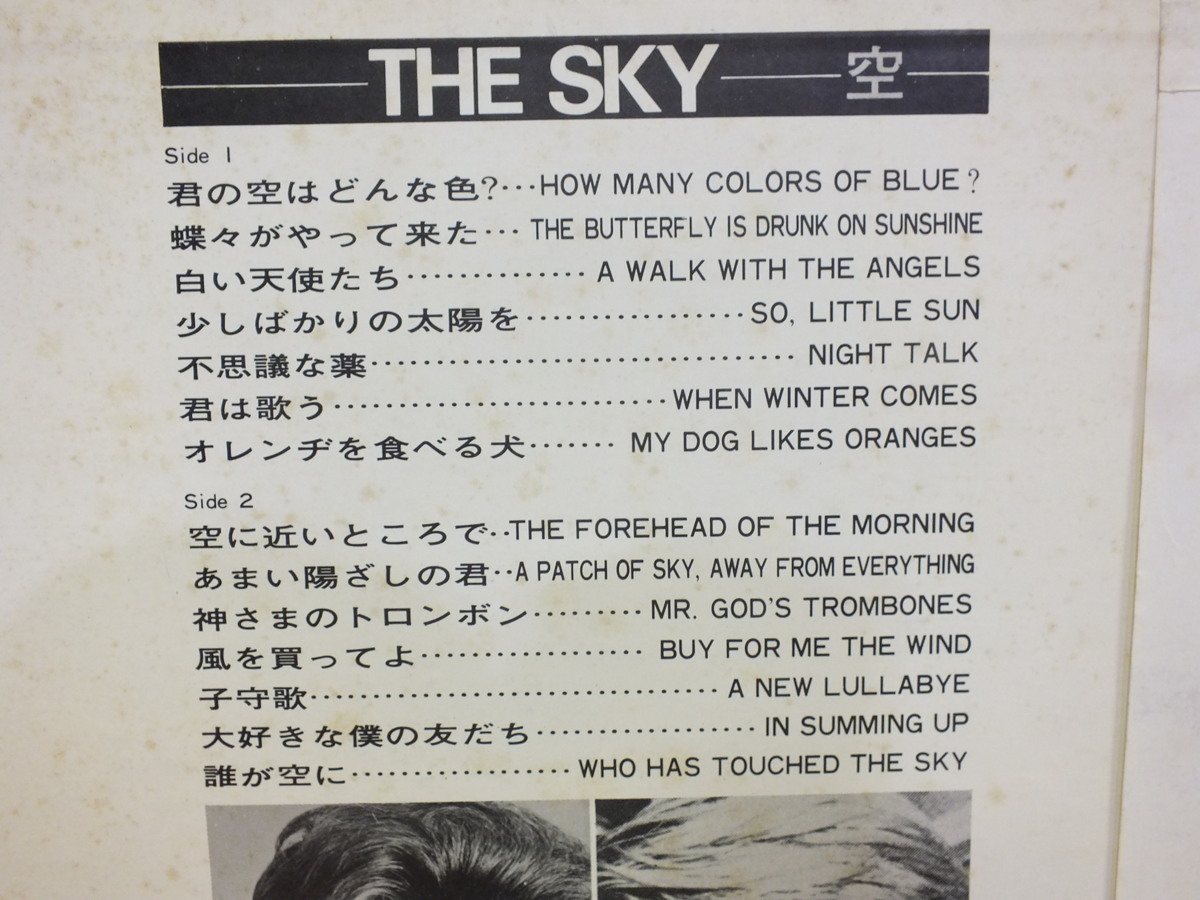 THE SKY 空
Side 1
君の空はどんな色?･･･HOW MANY COLORS OF BLUE?
蝶々がやって来た･･･THE BUTTERFLY IS DRUNK ON SUNSHINE
白い天使たち･･････････････A WALK WITH THE ANGELS
少しばかりの太陽を･････････････････SO, LITTLE SUN
不思議な薬････････････････････････････････NIGHT TALK
君は歌う･･･････････････････････････WHEN WINTER COMES
オレンヂを食べる犬･･･････MY DOG LIKES ORANGES
Side 2
空に近いところで･･THE FOREHEAD OF THE MORNING
あまい陽ざしの君･･A PATCH OF SKY, AWAY FROM EVERYTHING
神さまのトロンボン･････････MR. GOD'S TROMBONES
風を買ってよ･･････････････････BUY FOR ME THE WIND
子守歌･････････････････････････････････A NEW LULLABYE
大好きな僕の友だち･･････････････････IN SUMMING UP
誰が空に･･････････････････WHO HAS TOUCHED THE SKY